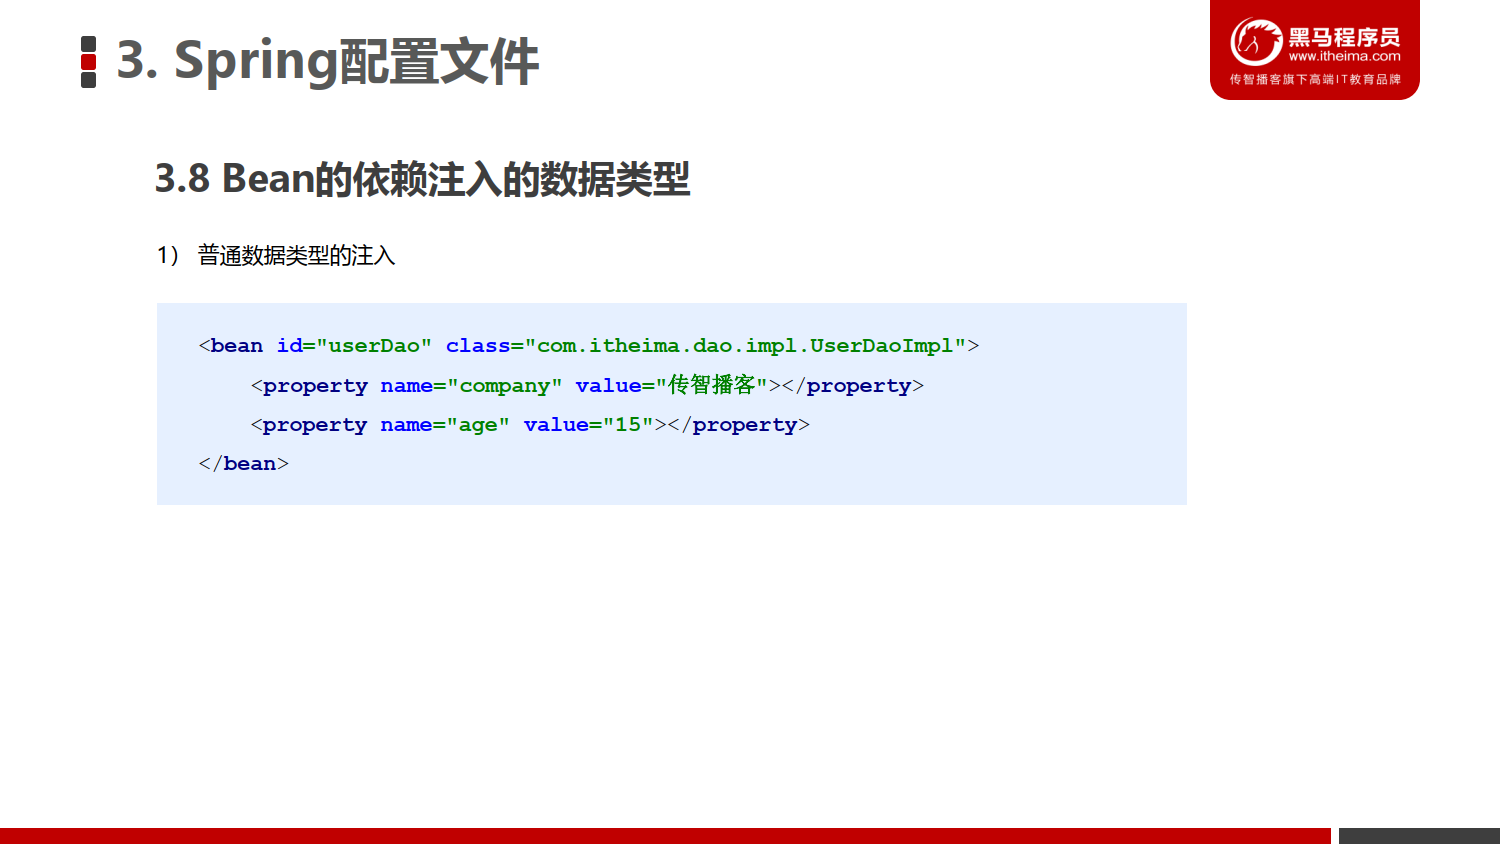 3. Spring配置文件
黑马程序员
www.itheima.com
传智播客旗下高端IT教育品牌
3.8 Bean的依赖注入的数据类型
1） 普通数据类型的注入
<bean id="userDao" class="com.itheima.dao.impl.UserDaoImpl">
    <property name="company" value="传智播客"></property>
    <property name="age" value="15"></property>
</bean>